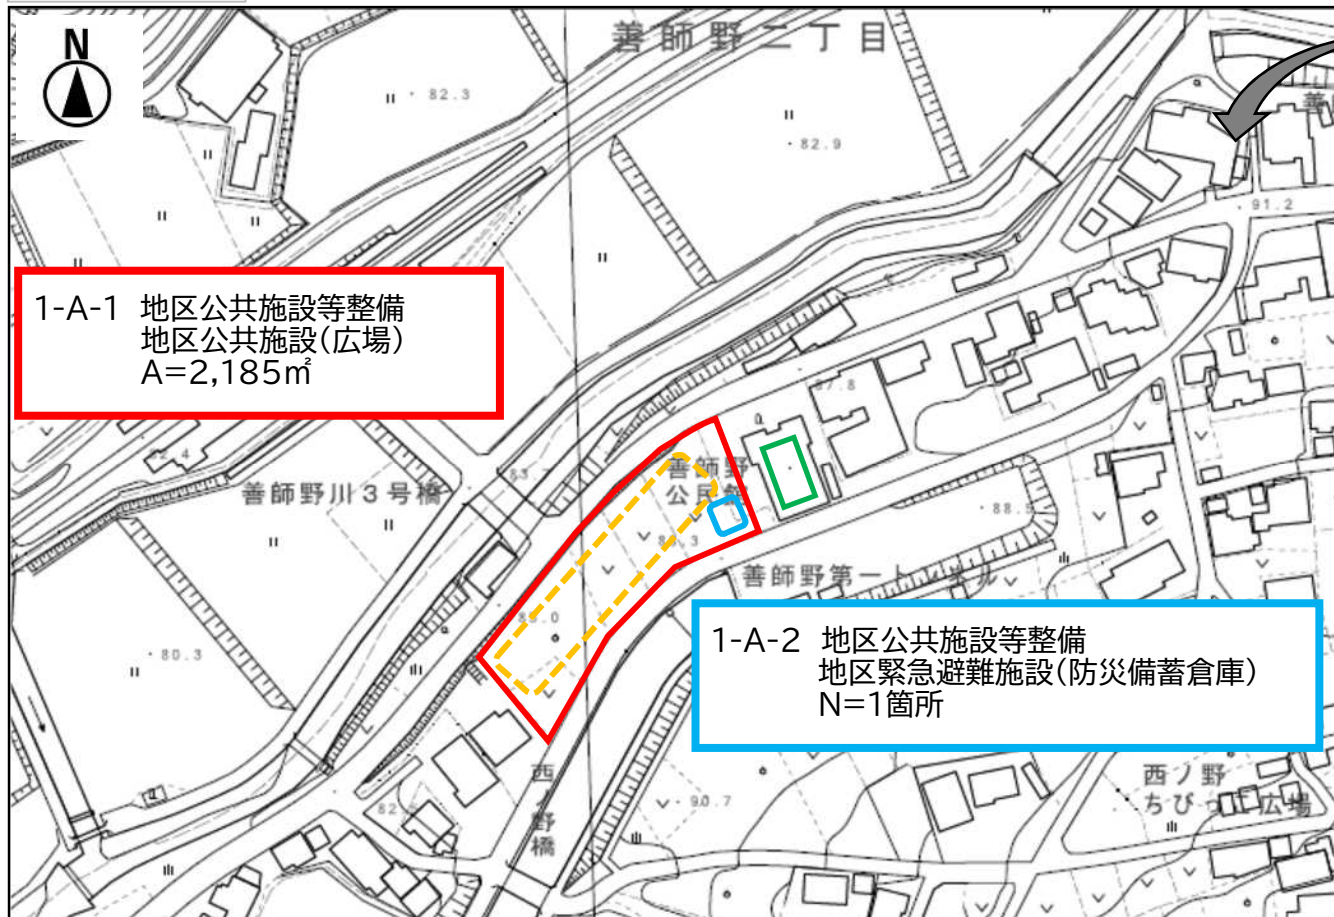 N
善師野二丁目
82.3
82.9
善
91.2
1-A-1 地区公共施設等整備
地区公共施設(広場)
A=2,185㎡
87.8
善師野
公民館
善師野川3号橋
88.5
善師野第一トンネル
80.3
1-A-2 地区公共施設等整備
地区緊急避難施設(防災備蓄倉庫)
N=1箇所
西ノ野橋
90.7
西ノ野
ちびっこ広場